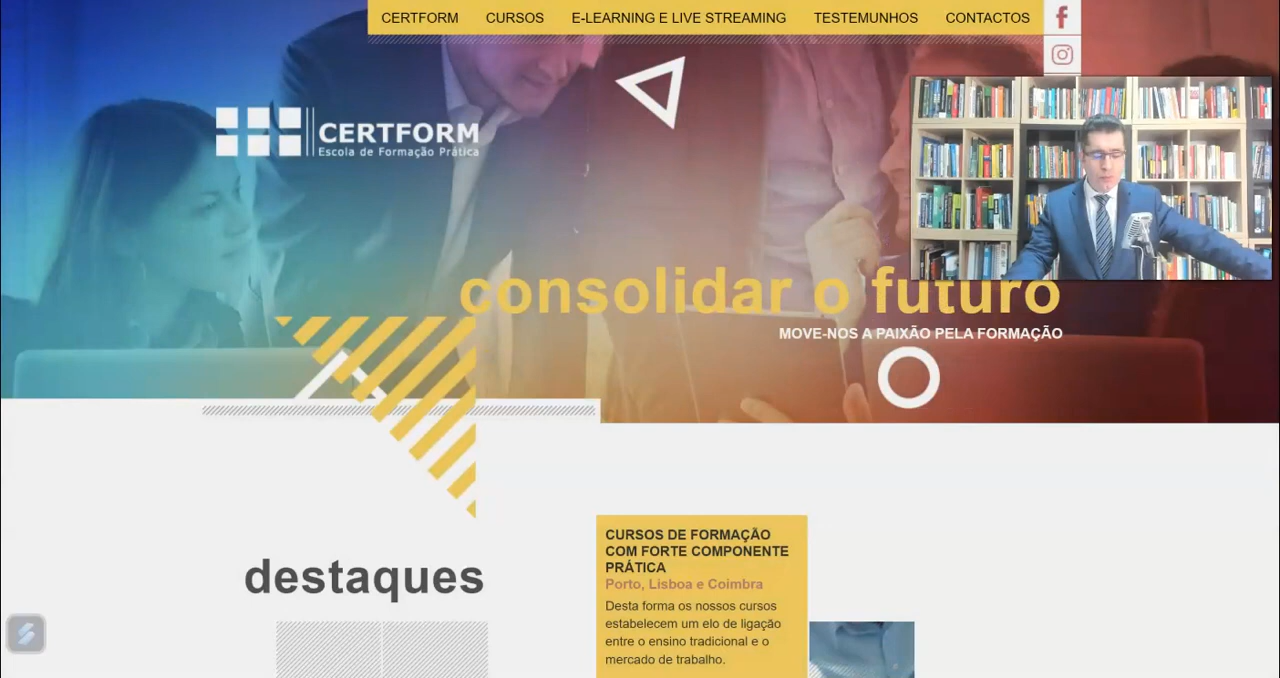 CERTFORM CURSOS E-LEARNING E LIVE STREAMING TESTEMUNHOS CONTACTOS
CERTFORM
Escola de Formação Prática
consolidar o futuro
MOVE-NOS A PAIXÃO PELA FORMAÇÃO
destaques
CURSOS DE FORMAÇÃO
COM FORTE COMPONENTE
PRÁTICA
Porto, Lisboa e Coimbra
Desta forma os nossos cursos
estabelecem um elo de ligação
entre o ensino tradicional e o
mercado de trabalho.